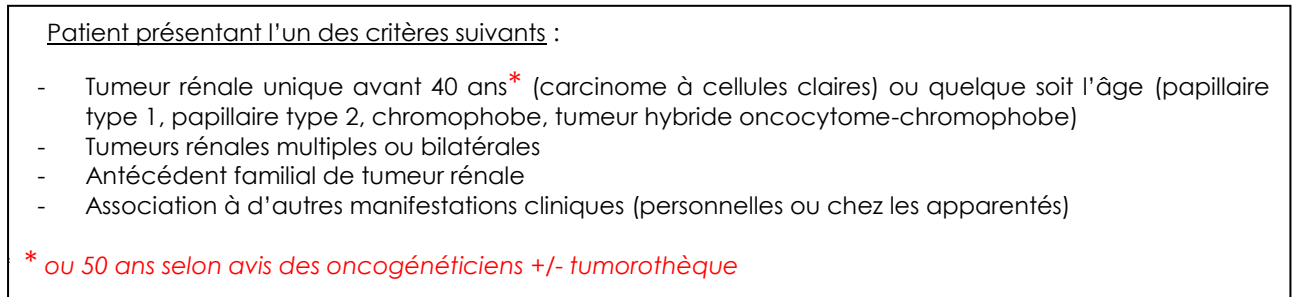 Patient présentant l’un des critères suivants :
- Tumeur rénale unique avant 40 ans* (carcinome à cellules claires) ou quelque soit l’âge (papillaire
type 1, papillaire type 2, chromophobe, tumeur hybride oncocytome-chromophobe)
- Tumeurs rénales multiples ou bilatérales
- Antécédent familial de tumeur rénale
- Association à d’autres manifestations cliniques (personnelles ou chez les apparentés)
* ou 50 ans selon avis des oncogénéticiens +/- tumorothèque